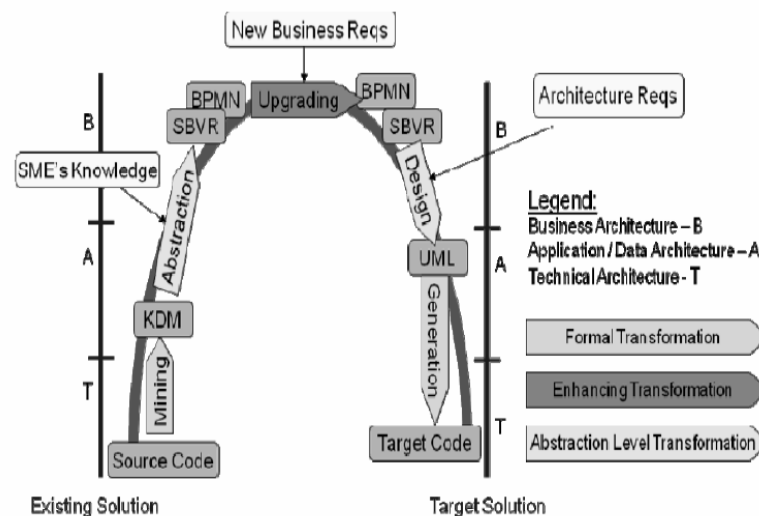 New Business Reqs
BPMN
Upgrading
BPMN
SBVR
SBVR
Architecture Reqs
B
B
SME's Knowledge
Abstraction
Design
Legend:
Business Architecture – B
Application / Data Architecture – A
Technical Architecture - T
A
UML
A
KDM
Generation
Formal Transformation
Mining
T
Enhancing Transformation
T
Source Code
Target Code
Abstraction Level Transformation
Existing Solution
Target Solution